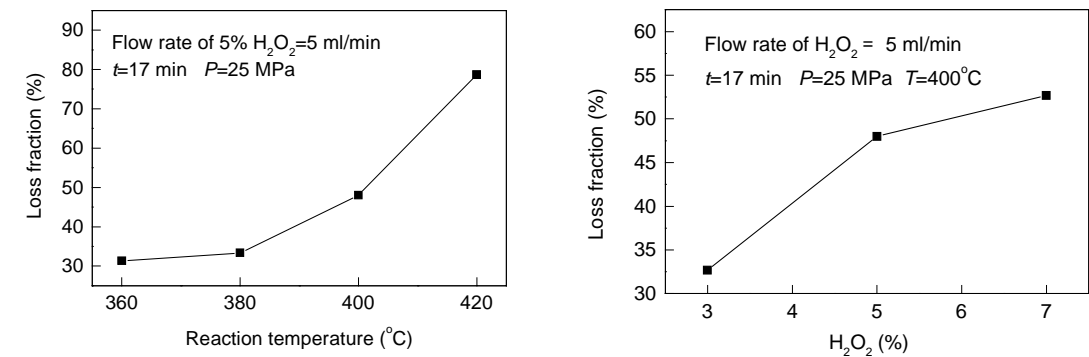 90
80
70
60
50
40
30
Loss fraction (%)
Flow rate of 5% H₂O₂=5 ml/min
t=17 min P=25 MPa
360 380 400 420
Reaction temperature (°C)
60
55
50
45
40
35
30
Loss fraction (%)
Flow rate of H₂O₂ = 5 ml/min
t=17 min P=25 MPa T=400°C
3 4 5 6 7
H₂O₂ (%)